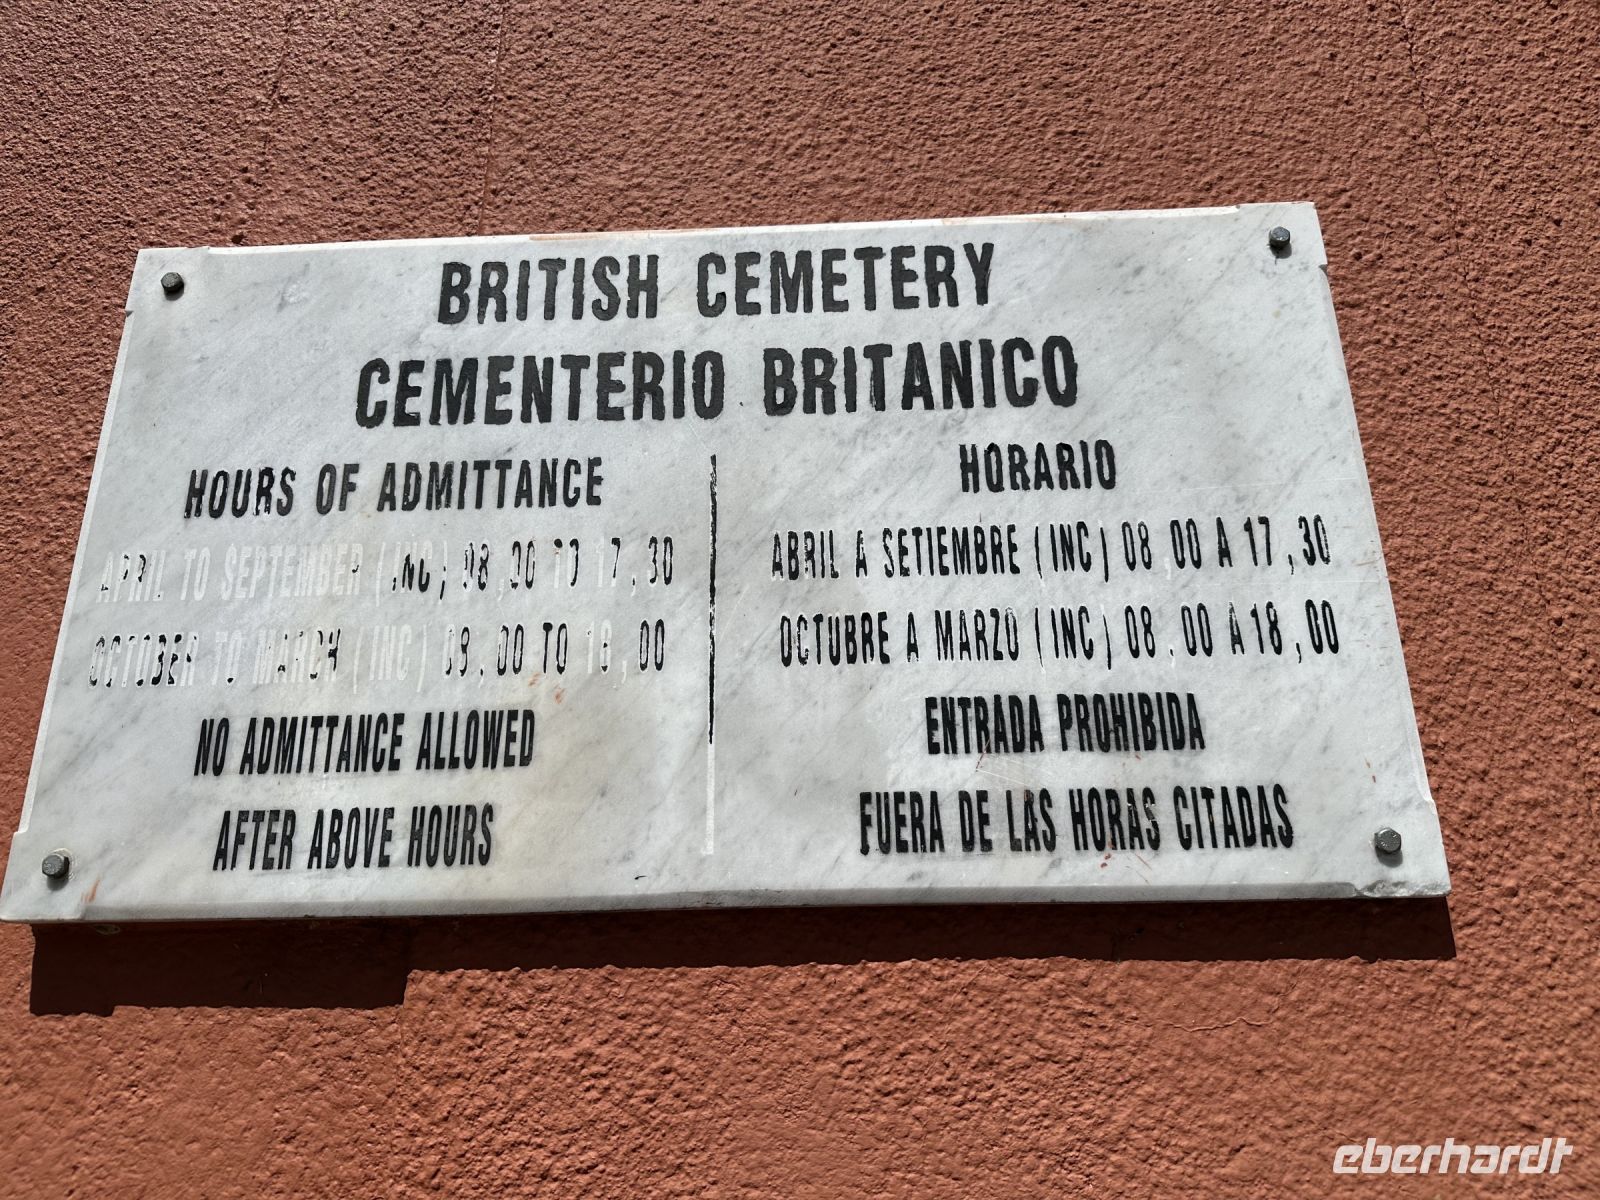 BRITISH CEMETERY
CEMENTERIO BRITANICO
HOURS OF ADMITTANCE
APRIL TO SEPTEMBER (INC) 08,00 TO 17,30
OCTOBER TO MARCH (INC) 08,00 TO 18,00
NO ADMITTANCE ALLOWED
AFTER ABOVE HOURS
HORARIO
ABRIL A SETIEMBRE (INC) 08,00 A 17,30
OCTUBRE A MARZO (INC) 08,00 A 18,00
ENTRADA PROHIBIDA
FUERA DE LAS HORAS CITADAS
eberhardt